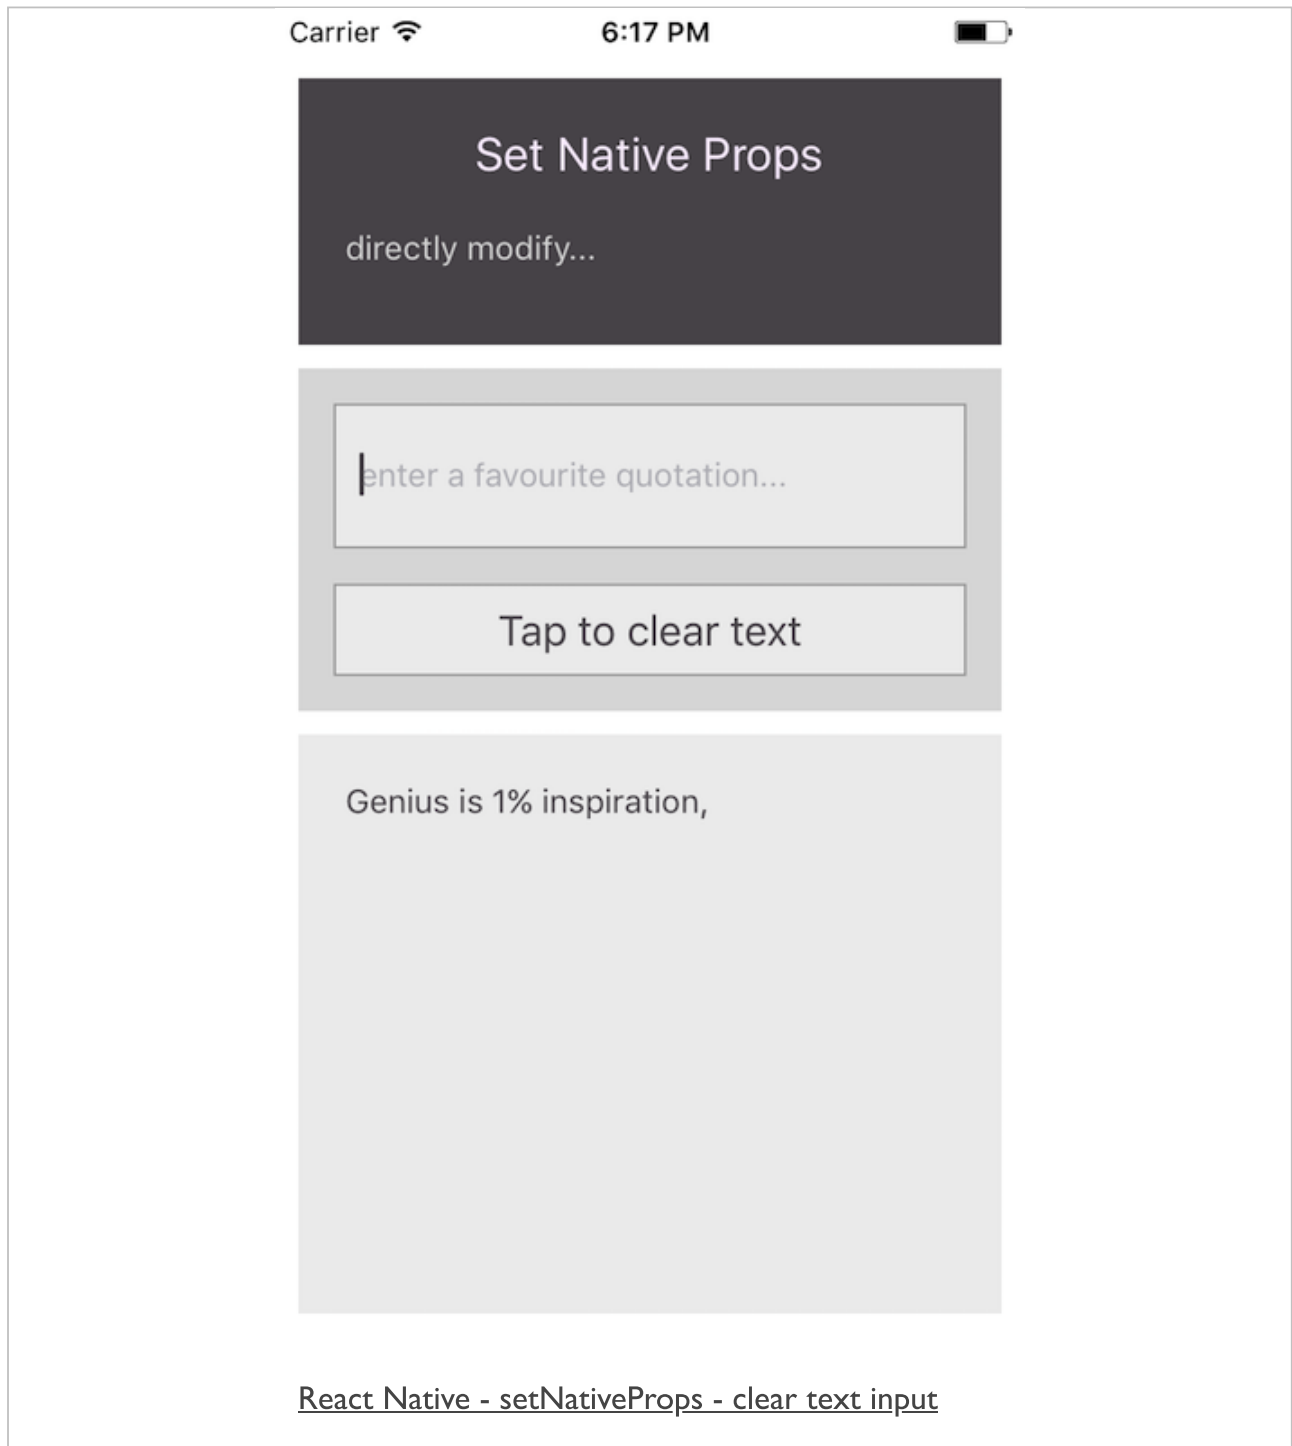 Carrier 6:17 PM
Set Native Props
directly modify...
enter a favourite quotation...
Tap to clear text
Genius is 1% inspiration,
React Native - setNativeProps - clear text input